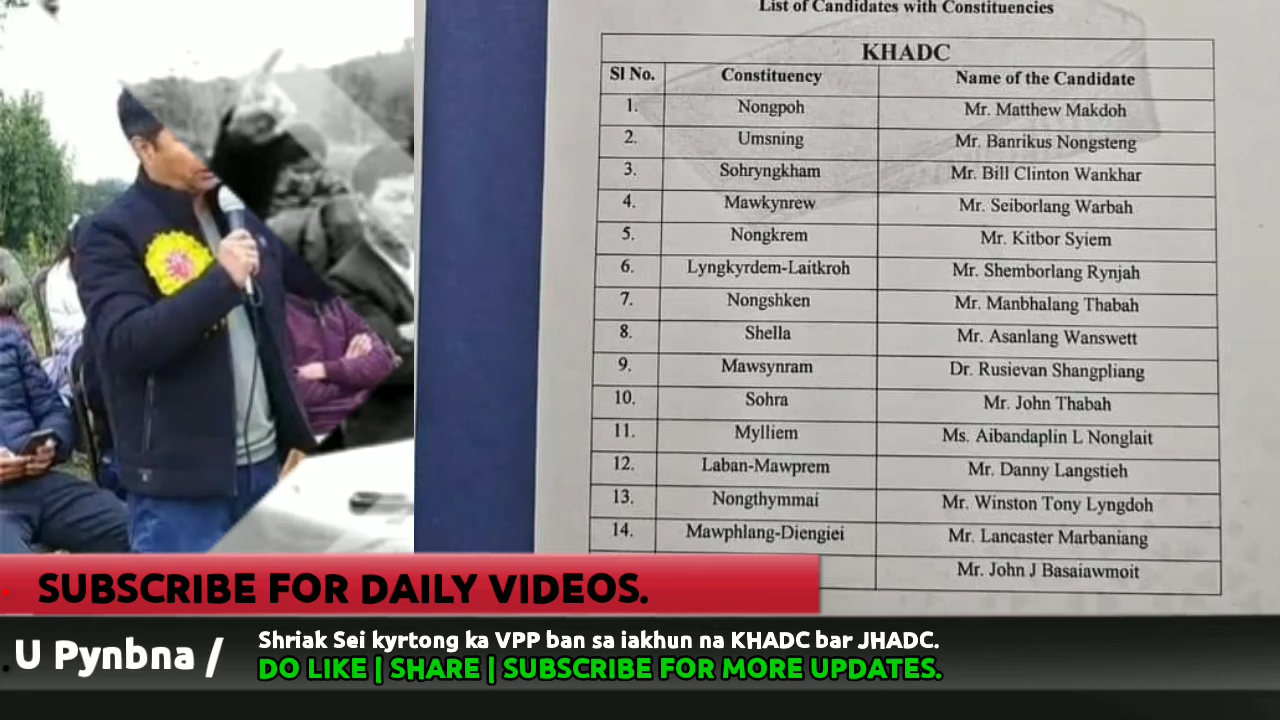 List of Candidates with Constituencies
KHADC
Sl No. Constituency Name of the Candidate
1. Nongpoh Mr. Matthew Makdoh
2. Umsning Mr. Banrikus Nongsteng
3. Sohryngkham Mr. Bill Clinton Wankhar
4. Mawkynrew Mr. Seiborlang Warbah
5. Nongkrem Mr. Kitbor Syiem
6. Lyngkyrdem-Laitkroh Mr. Shemborlang Rynjah
7. Nongshken Mr. Manbhalang Thabah
8. Shella Mr. Asanlang Wanswett
9. Mawsynram Dr. Rusievan Shangpliang
10. Sohra Mr. John Thabah
11. Mylliem Ms. Aibandaplin L Nonglait
12. Laban-Mawprem Mr. Danny Langstieh
13. Nongthymmai Mr. Winston Tony Lyngdoh
14. Mawphlang-Diengiei Mr. Lancaster Marbaniang
Mr. John J Basaiawmoit
SUBSCRIBE FOR DAILY VIDEOS.
U Pynbna /
Shriak Sei kyrtong ka VPP ban sa iakhun na KHADC bar JHADC.
DO LIKE | SHARE | SUBSCRIBE FOR MORE UPDATES.